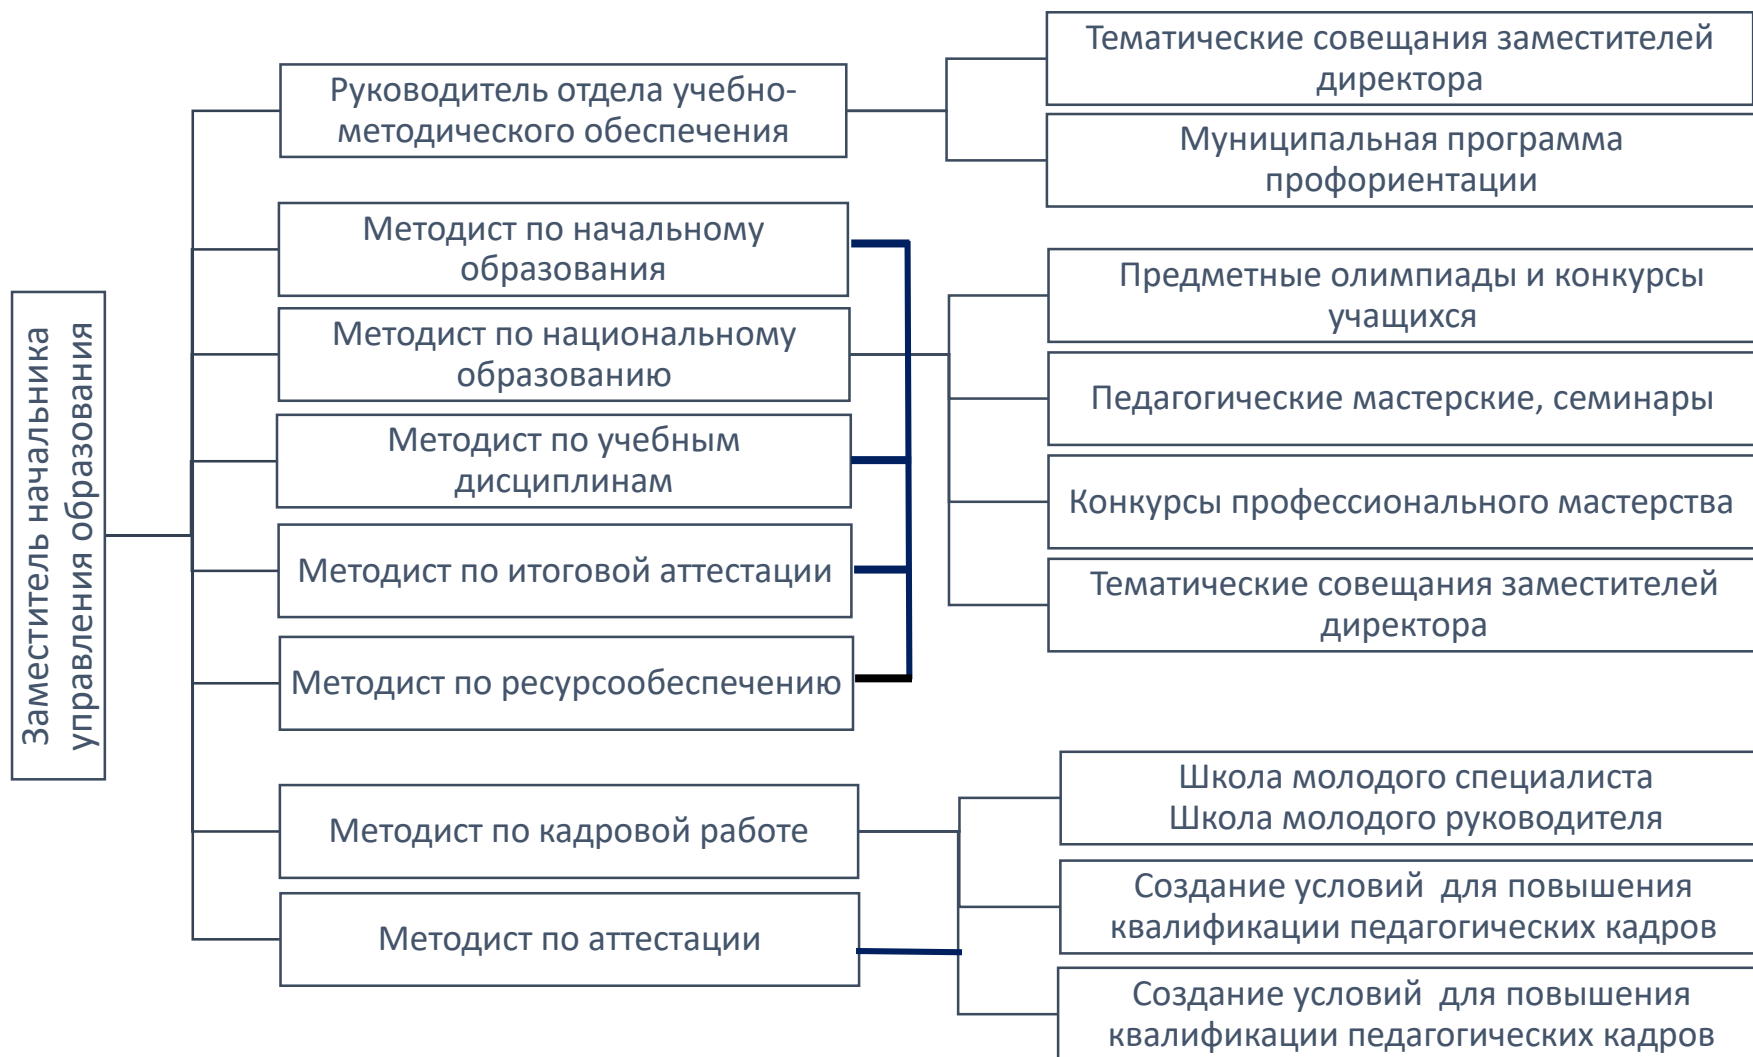 Заместитель начальника
управления образования
Руководитель отдела учебно-
методического обеспечения
Методист по начальному
образования
Методист по национальному
образованию
Методист по учебным
дисциплинам
Методист по итоговой аттестации
Методист по ресурсообеспечению
Методист по кадровой работе
Методист по аттестации
Тематические совещания заместителей
директора
Муниципальная программа
профориентации
Предметные олимпиады и конкурсы
учащихся
Педагогические мастерские, семинары
Конкурсы профессионального мастерства
Тематические совещания заместителей
директора
Школа молодого специалиста
Школа молодого руководителя
Создание условий  для повышения
квалификации педагогических кадров
Создание условий  для повышения
квалификации педагогических кадров